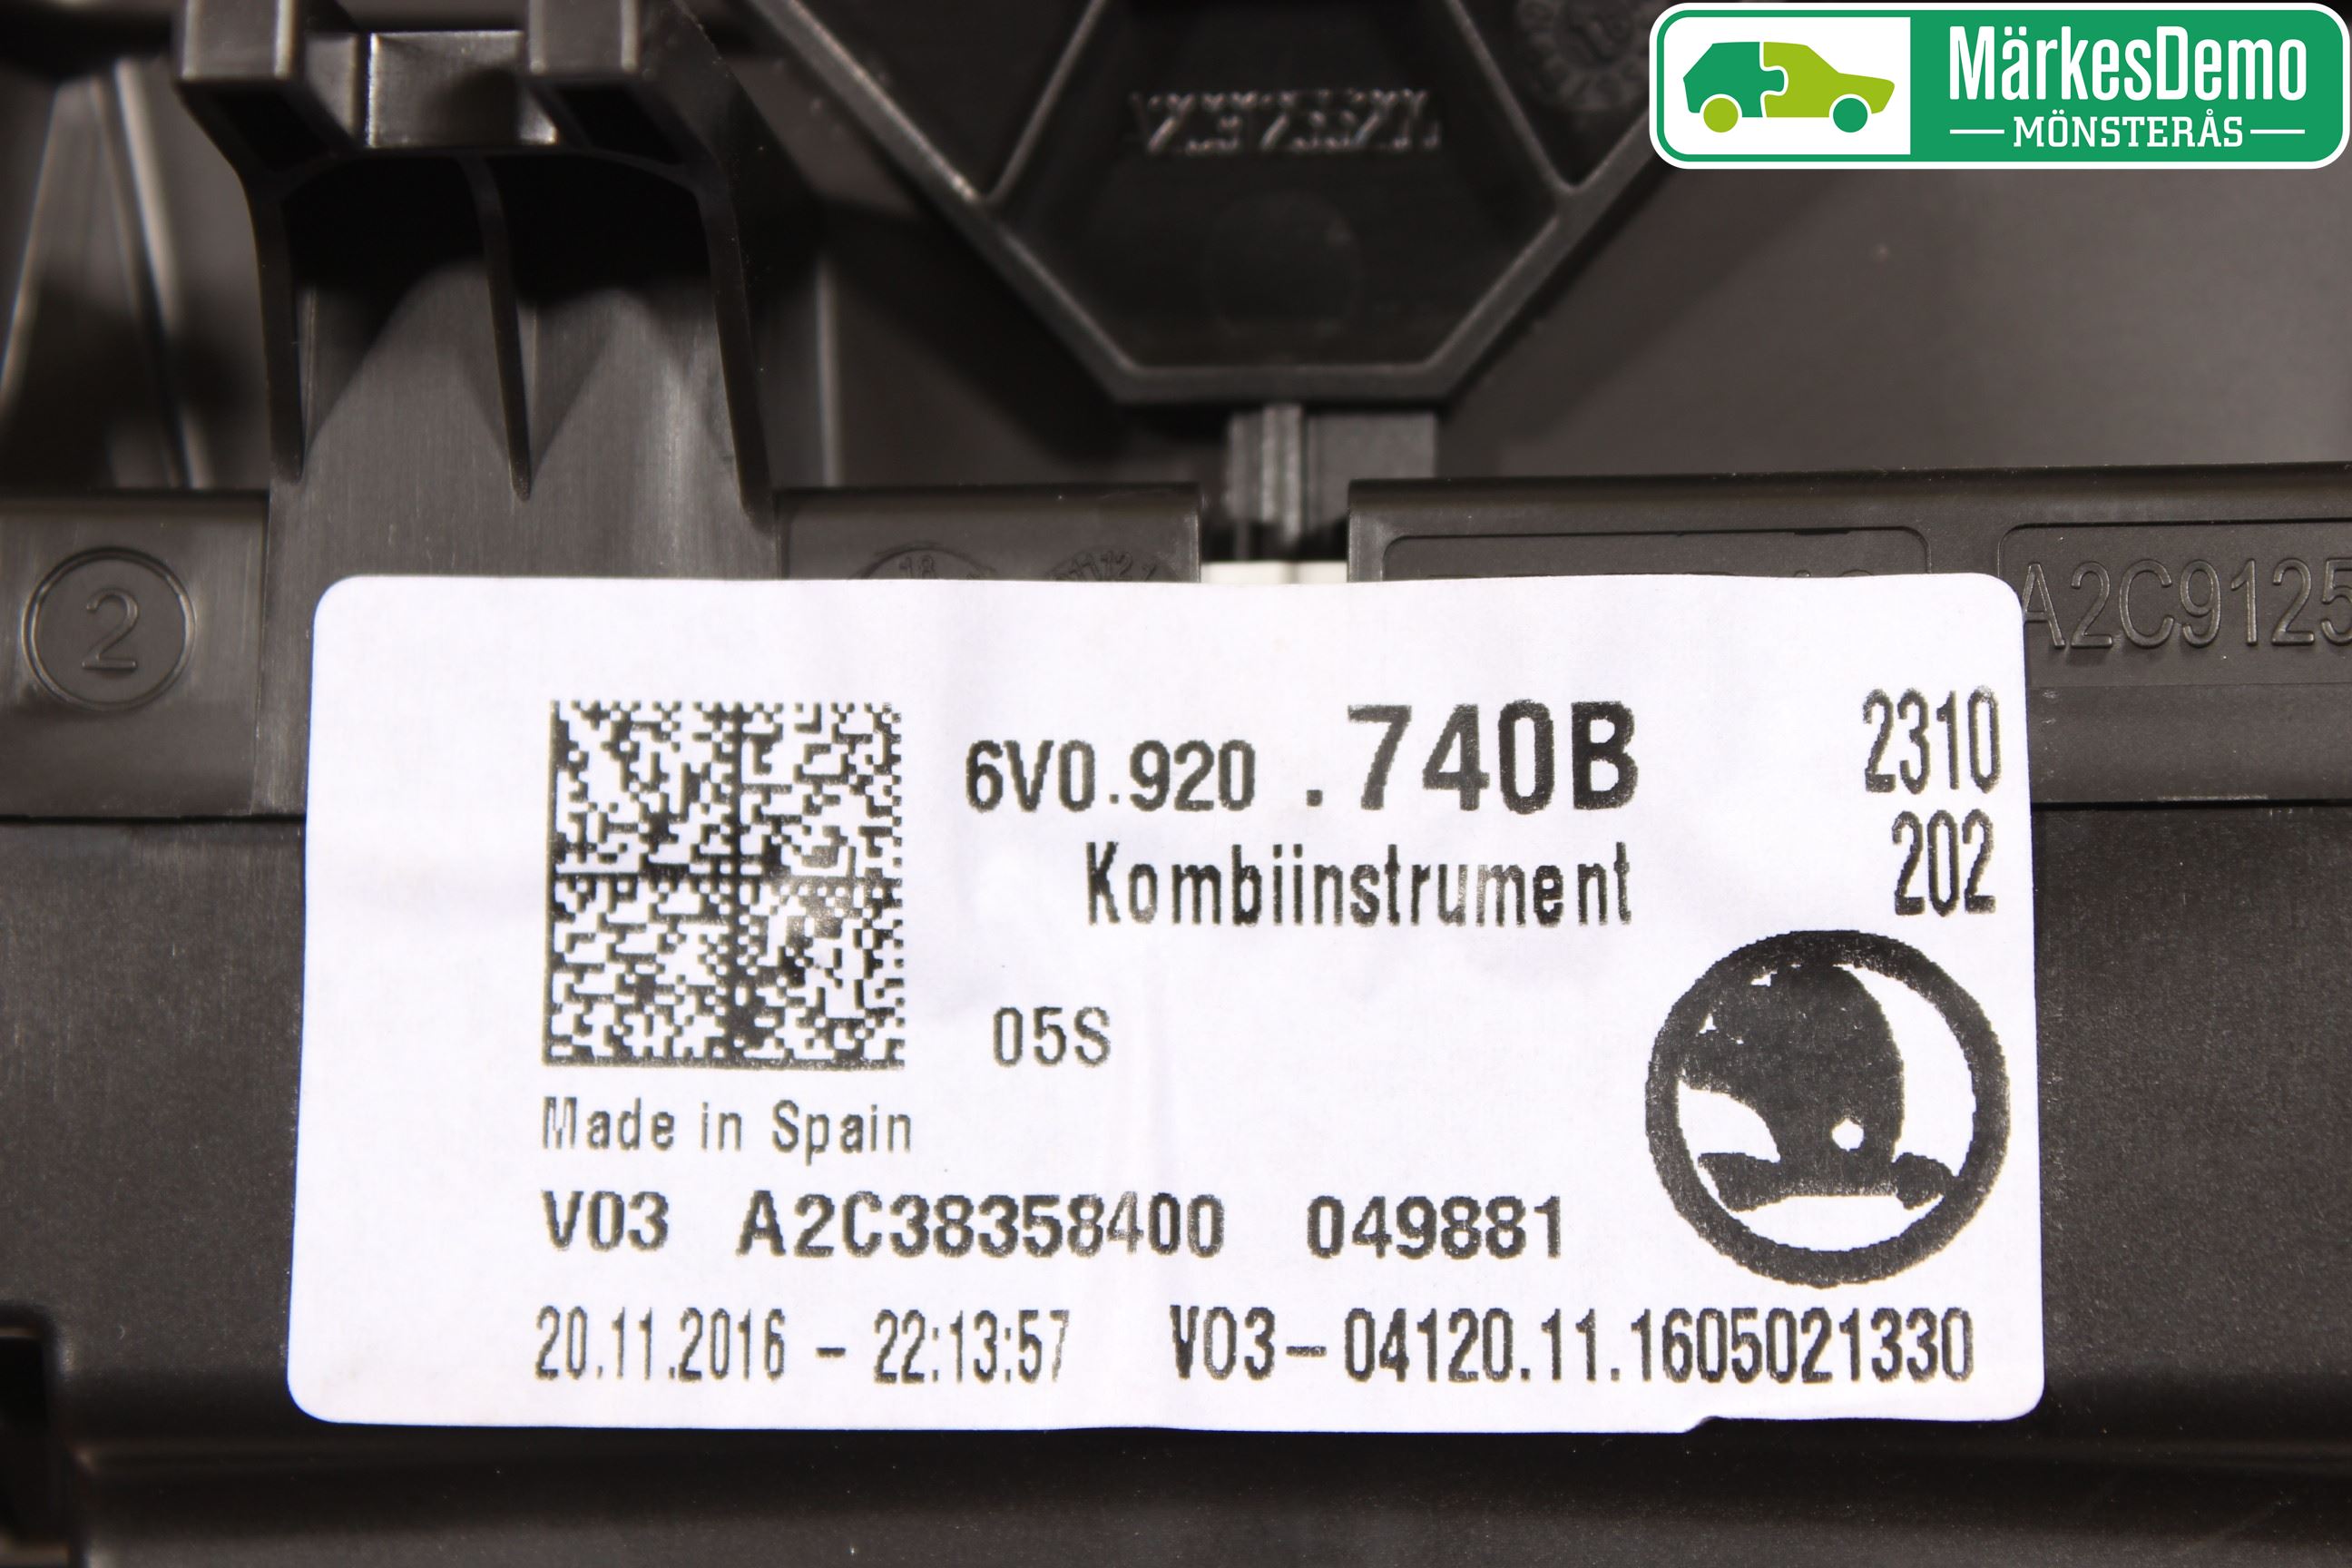 MärkesDemo
MÖNSTERÅS
2
A2C9125
6V0.920 .740B
2310
Kombiinstrument
202
05S
Made in Spain
V03 A2C38358400 049881
20.11.2016 - 22:13:57 V03-04120.11.1605021330